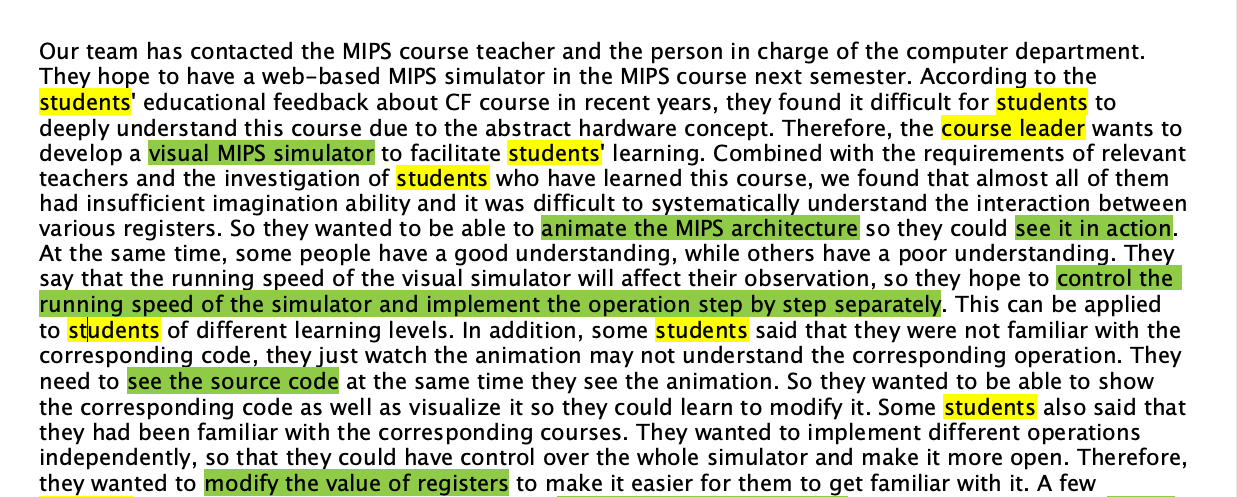 Our team has contacted the MIPS course teacher and the person in charge of the computer department.
They hope to have a web-based MIPS simulator in the MIPS course next semester. According to the
students' educational feedback about CF course in recent years, they found it difficult for students to
deeply understand this course due to the abstract hardware concept. Therefore, the course leader wants to
develop a visual MIPS simulator to facilitate students' learning. Combined with the requirements of relevant
teachers and the investigation of students who have learned this course, we found that almost all of them
had insufficient imagination ability and it was difficult to systematically understand the interaction between
various registers. So they wanted to be able to animate the MIPS architecture so they could see it in action.
At the same time, some people have a good understanding, while others have a poor understanding. They
say that the running speed of the visual simulator will affect their observation, so they hope to control the
running speed of the simulator and implement the operation step by step separately. This can be applied
to students of different learning levels. In addition, some students said that they were not familiar with the
corresponding code, they just watch the animation may not understand the corresponding operation. They
need to see the source code at the same time they see the animation. So they wanted to be able to show
the corresponding code as well as visualize it so they could learn to modify it. Some students also said that
they had been familiar with the corresponding courses. They wanted to implement different operations
independently, so that they could have control over the whole simulator and make it more open. Therefore,
they wanted to modify the value of registers to make it easier for them to get familiar with it. A few